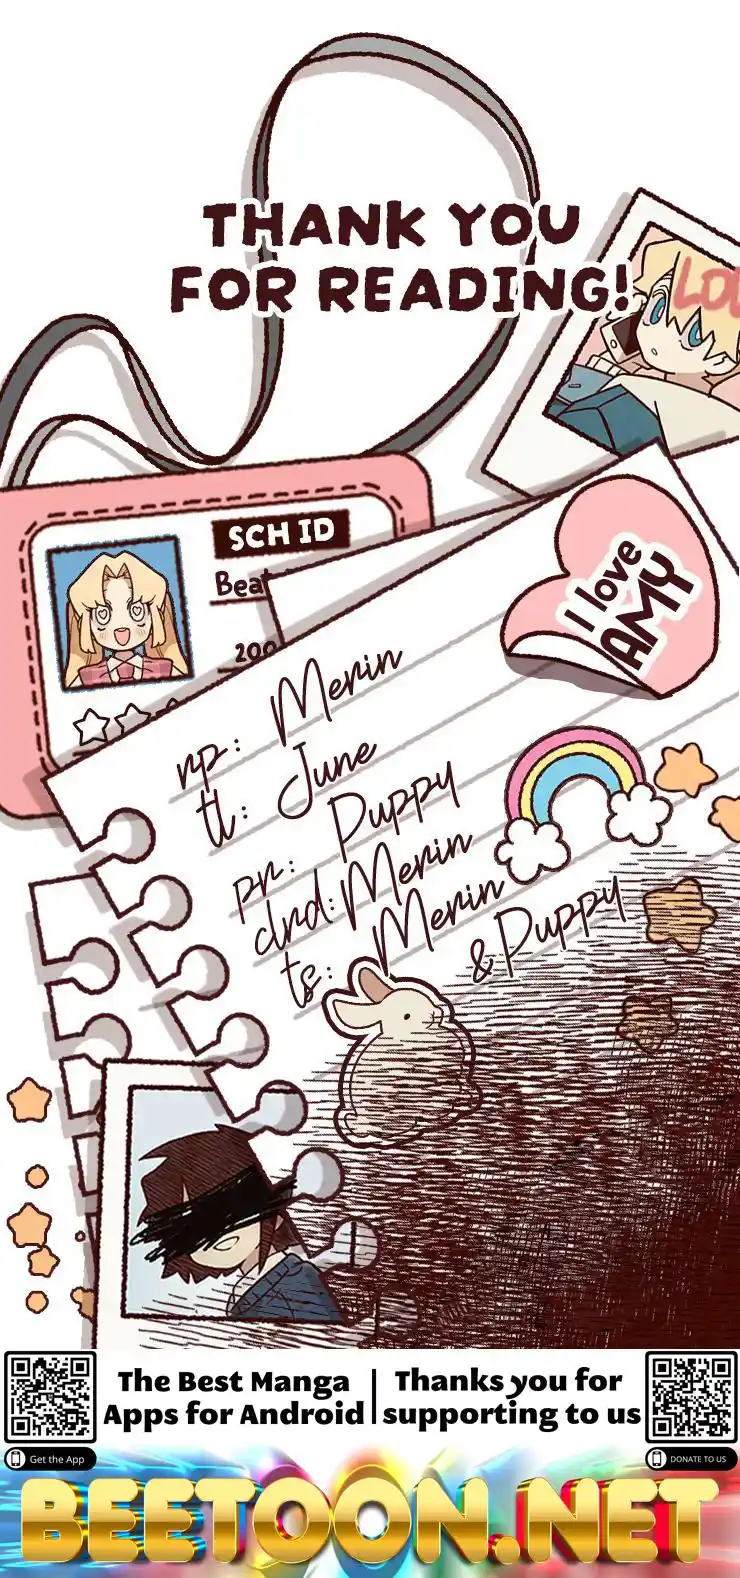 THANK YOU
FOR READING!
LOV
SCH ID
Beat
200
I love
AMY
rp: Merin
tl: June
pr: Puppy
clrd: Merin
ts: Merin
& Puppy
The Best Manga
Apps for Android
Thanks you for
supporting to us
Get the App
DONATE TO US
BEETOON.NET